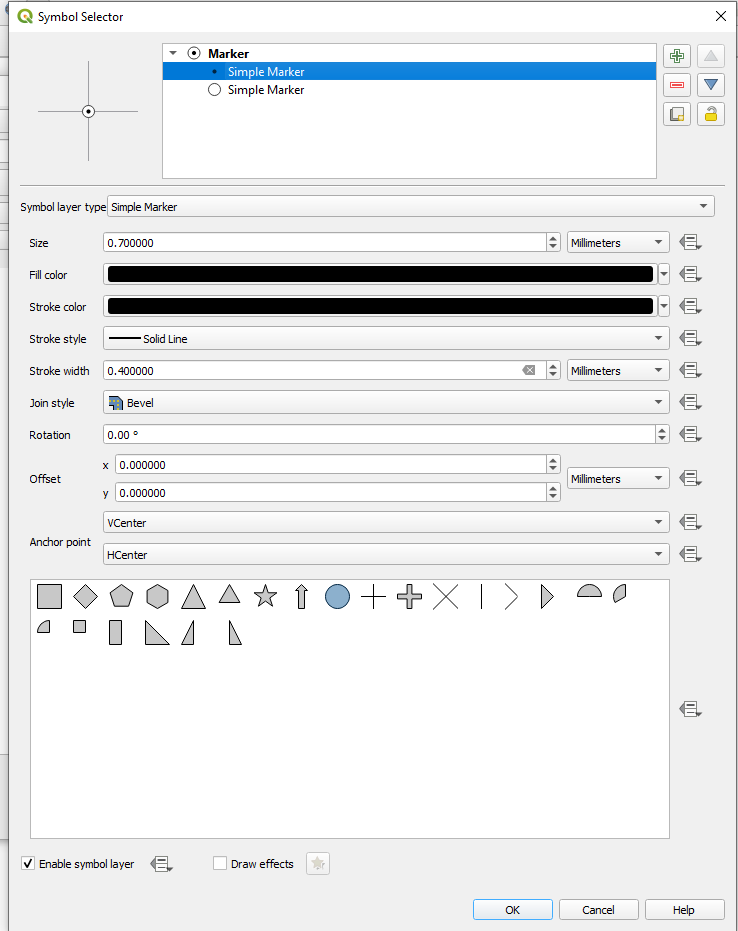 Symbol Selector
Marker
Simple Marker
Simple Marker
Symbol layer type Simple Marker
Size 0.700000 Millimeters
Fill color
Stroke color
Stroke style Solid Line
Stroke width 0.400000 Millimeters
Join style Bevel
Rotation 0.00 °
x 0.000000
Offset Millimeters
y 0.000000
VCenter
Anchor point
HCenter
Enable symbol layer Draw effects
OK Cancel Help